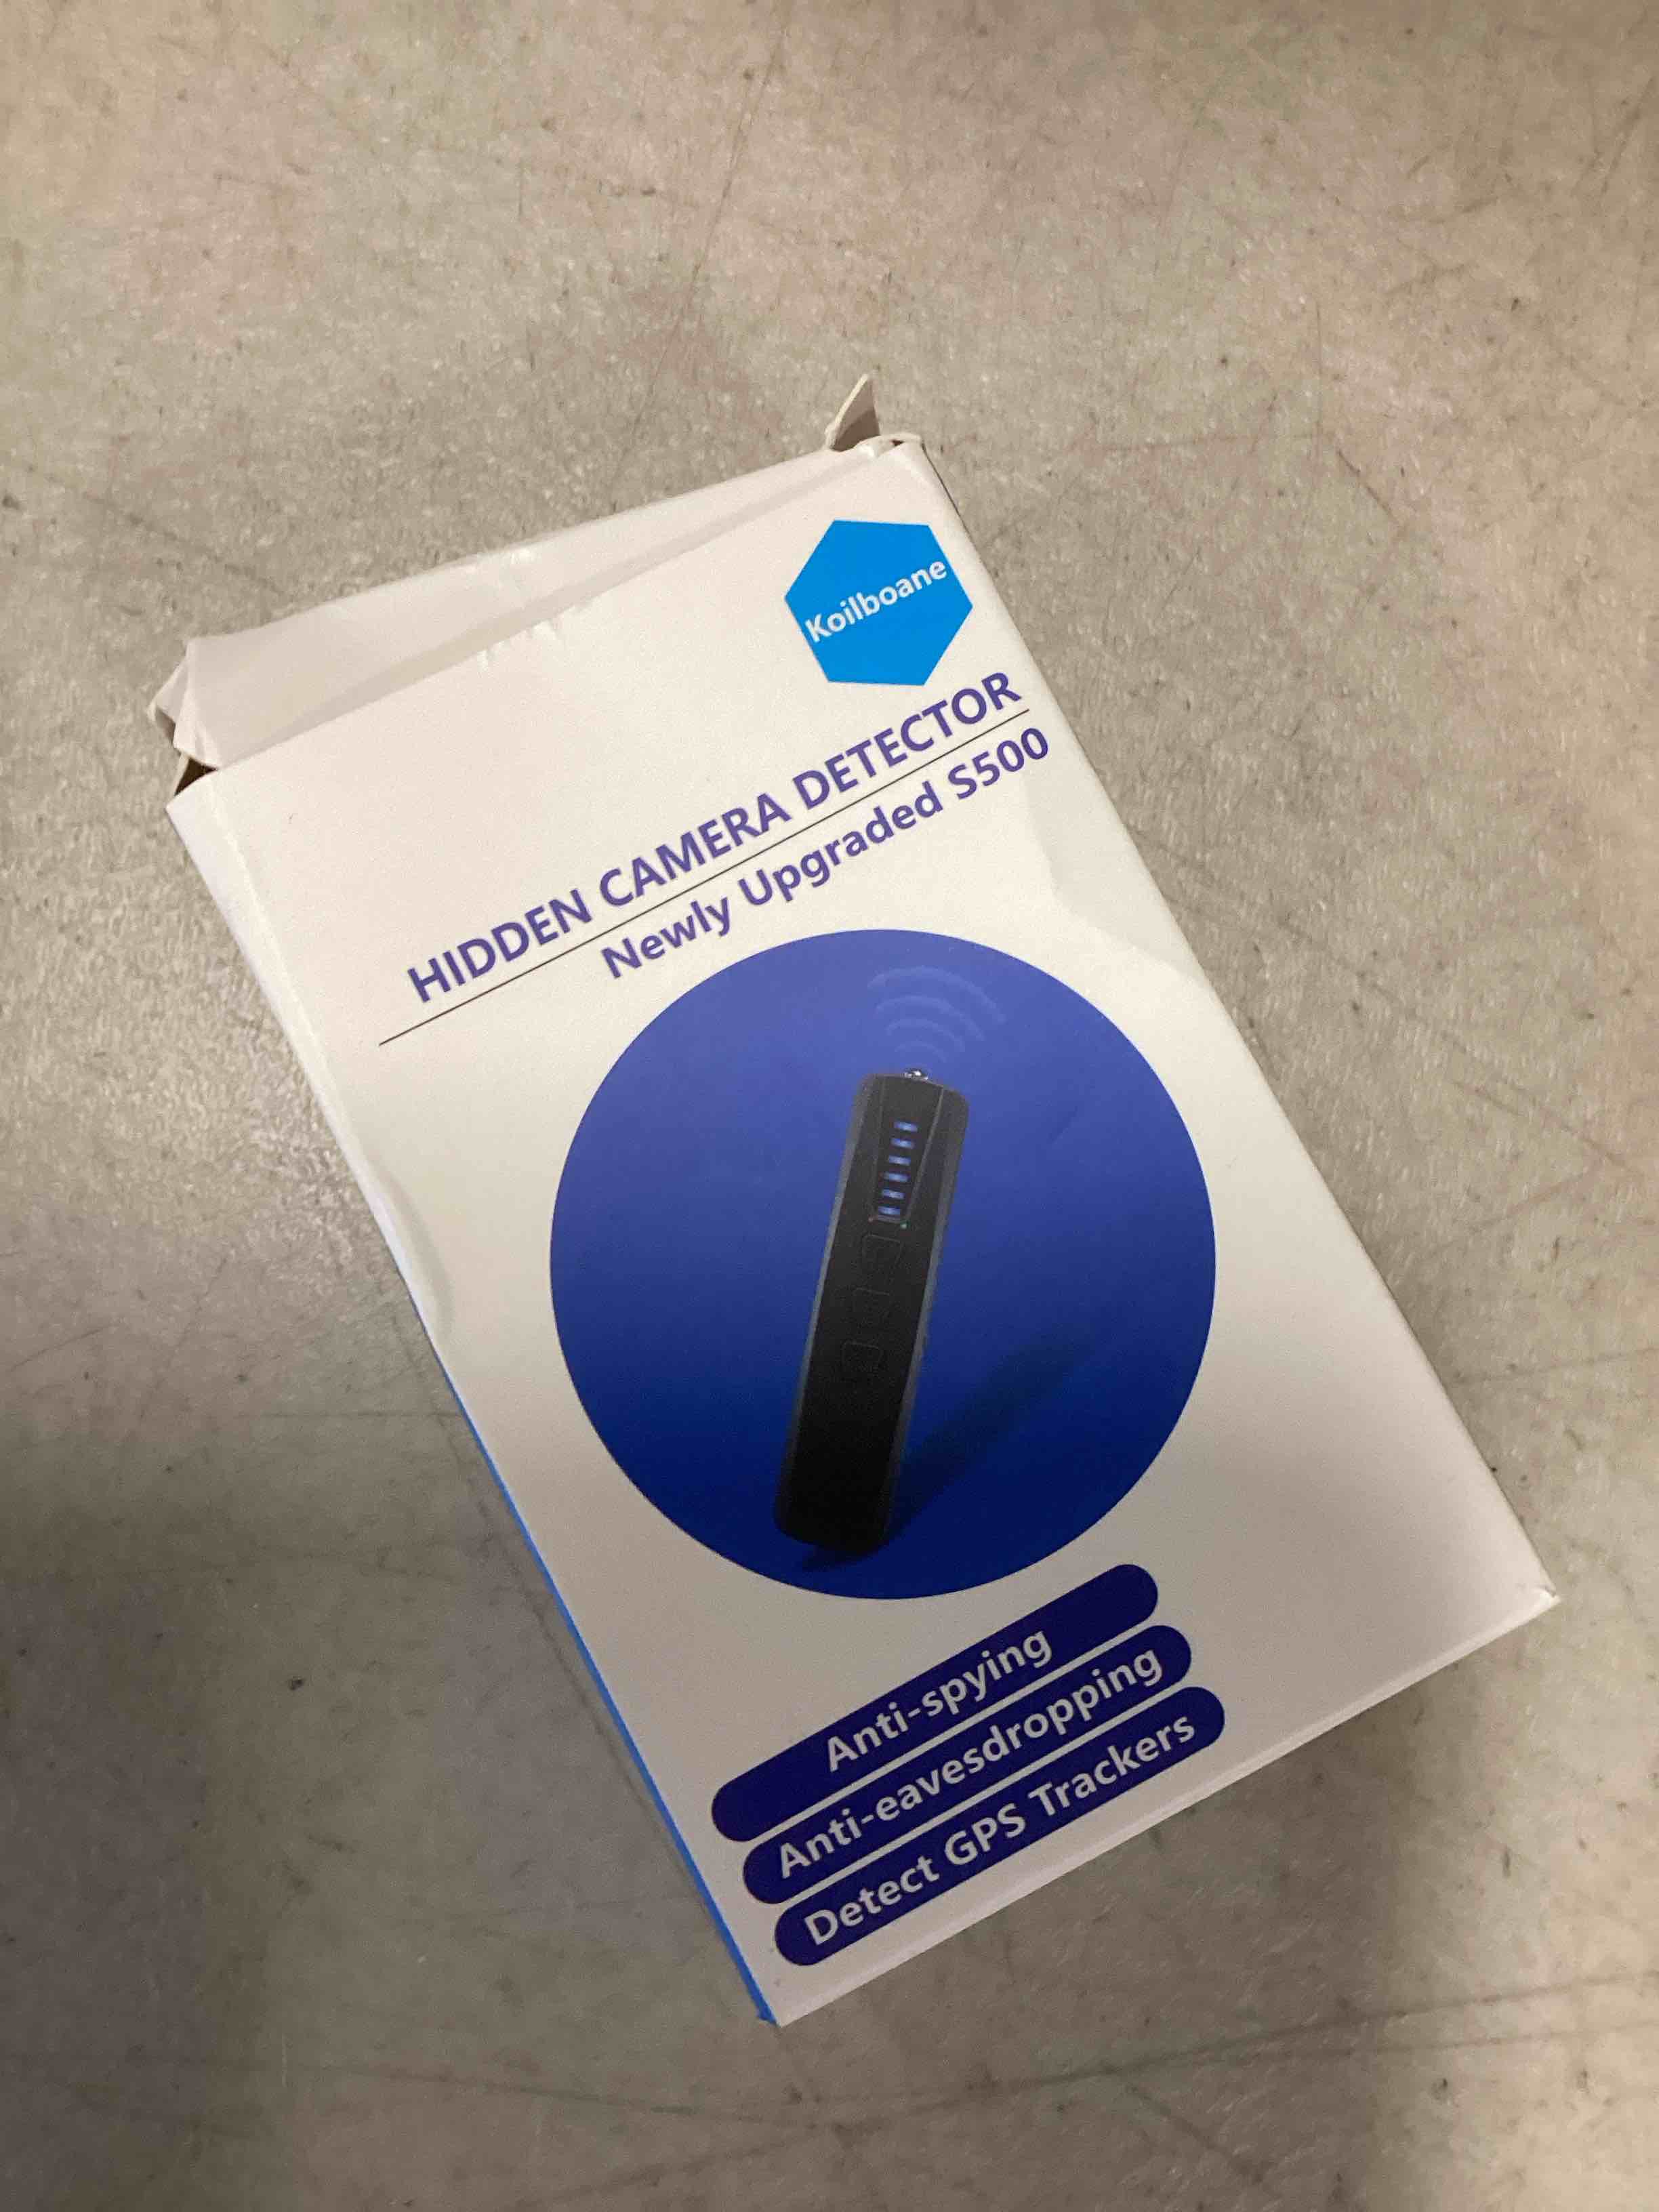 Koilboane
HIDDEN CAMERA DETECTOR
Newly Upgraded S500
Anti-spying
Anti-eavesdropping
Detect GPS Trackers